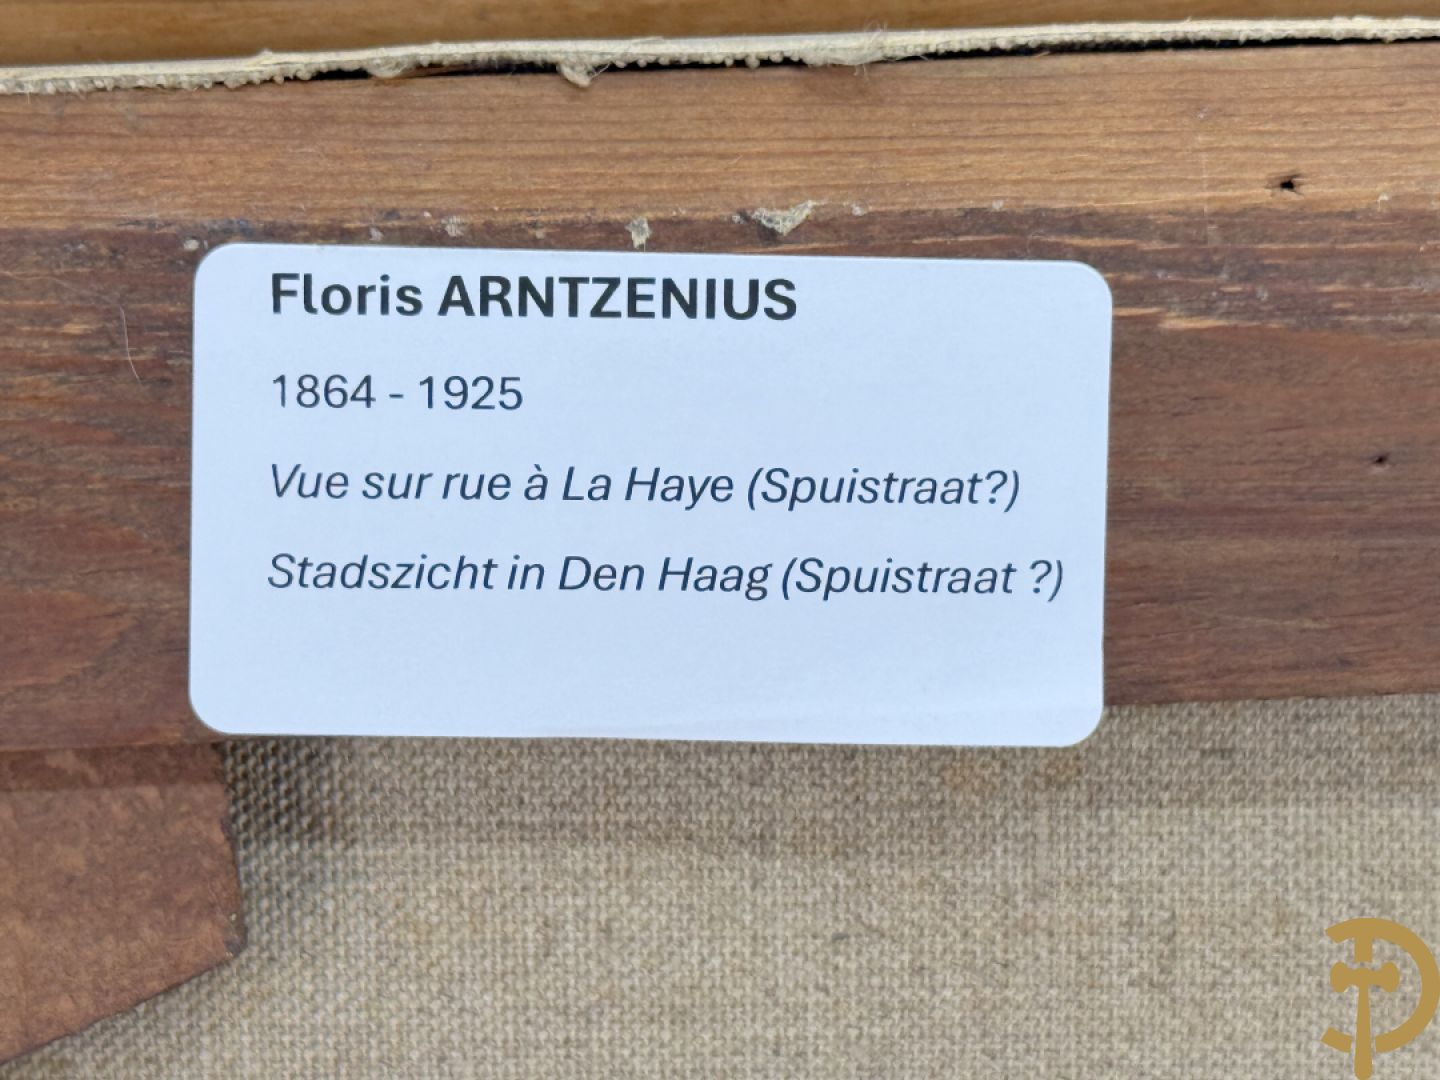 Floris ARNTZENIUS
1864 - 1925
Vue sur rue à La Haye (Spuistraat?)
Stadszicht in Den Haag (Spuistraat ?)